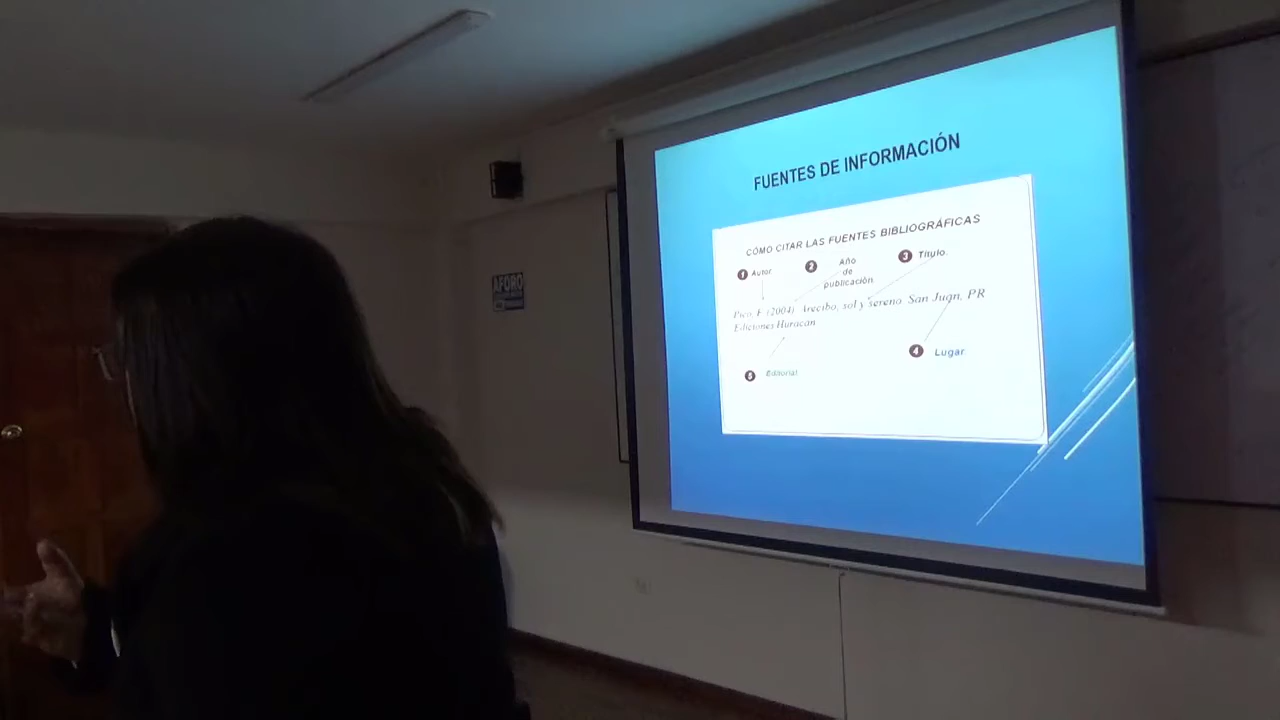 FUENTES DE INFORMACIÓN
CÓMO CITAR LAS FUENTES BIBLIOGRÁFICAS
1 Autor
2 Año de publicación
3 Título.
Pico, F. (2004). Arecibo, sol y sereno. San Juan, PR
Ediciones Huracan
4 Lugar
5 Editorial
AFORO